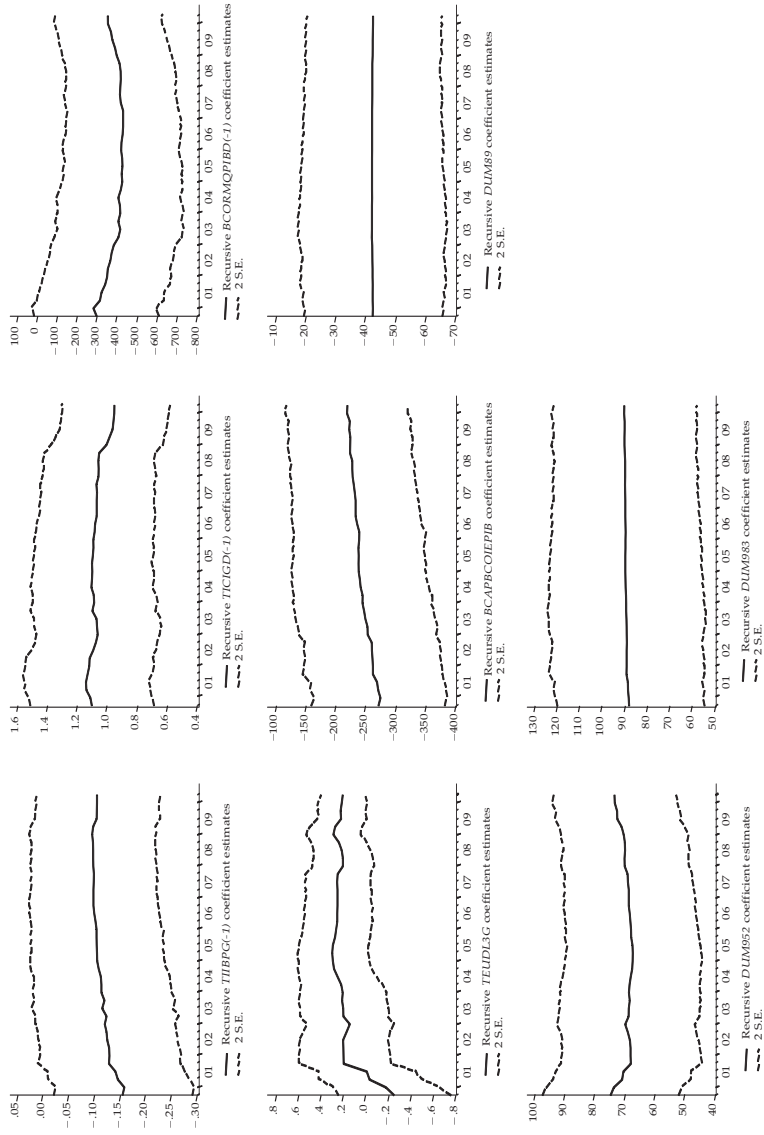 .05
.00
−.05
−.10
−.15
−.20
−.25
−.30
01 02 03 04 05 06 07 08 09
Recursive TIIBPG(-1) coefficient estimates
2 S.E.
1.6
1.4
1.2
1.0
0.8
0.6
0.4
01 02 03 04 05 06 07 08 09
Recursive TICIGD(-1) coefficient estimates
2 S.E.
100
0
−100
−200
−300
−400
−500
−600
−700
−800
01 02 03 04 05 06 07 08 09
Recursive BCORMQPIBD(-1) coefficient estimates
2 S.E.
.8
.6
.4
.2
.0
−.2
−.4
−.6
.8
01 02 03 04 05 06 07 08 09
Recursive TEUDL3G coefficient estimates
2 S.E.
−100
−150
−200
−250
−300
−350
−400
01 02 03 04 05 06 07 08 09
Recursive BCAPBCOIEPIB coefficient estimates
2 S.E.
−10
−20
−30
−40
−50
−60
−70
01 02 03 04 05 06 07 08 09
Recursive DUM89 coefficient estimates
2 S.E.
100
90
80
70
60
50
40
01 02 03 04 05 06 07 08 09
Recursive DUM952 coefficient estimates
2 S.E.
130
120
110
100
90
80
70
60
50
01 02 03 04 05 06 07 08 09
Recursive DUM983 coefficient estimates
2 S.E.